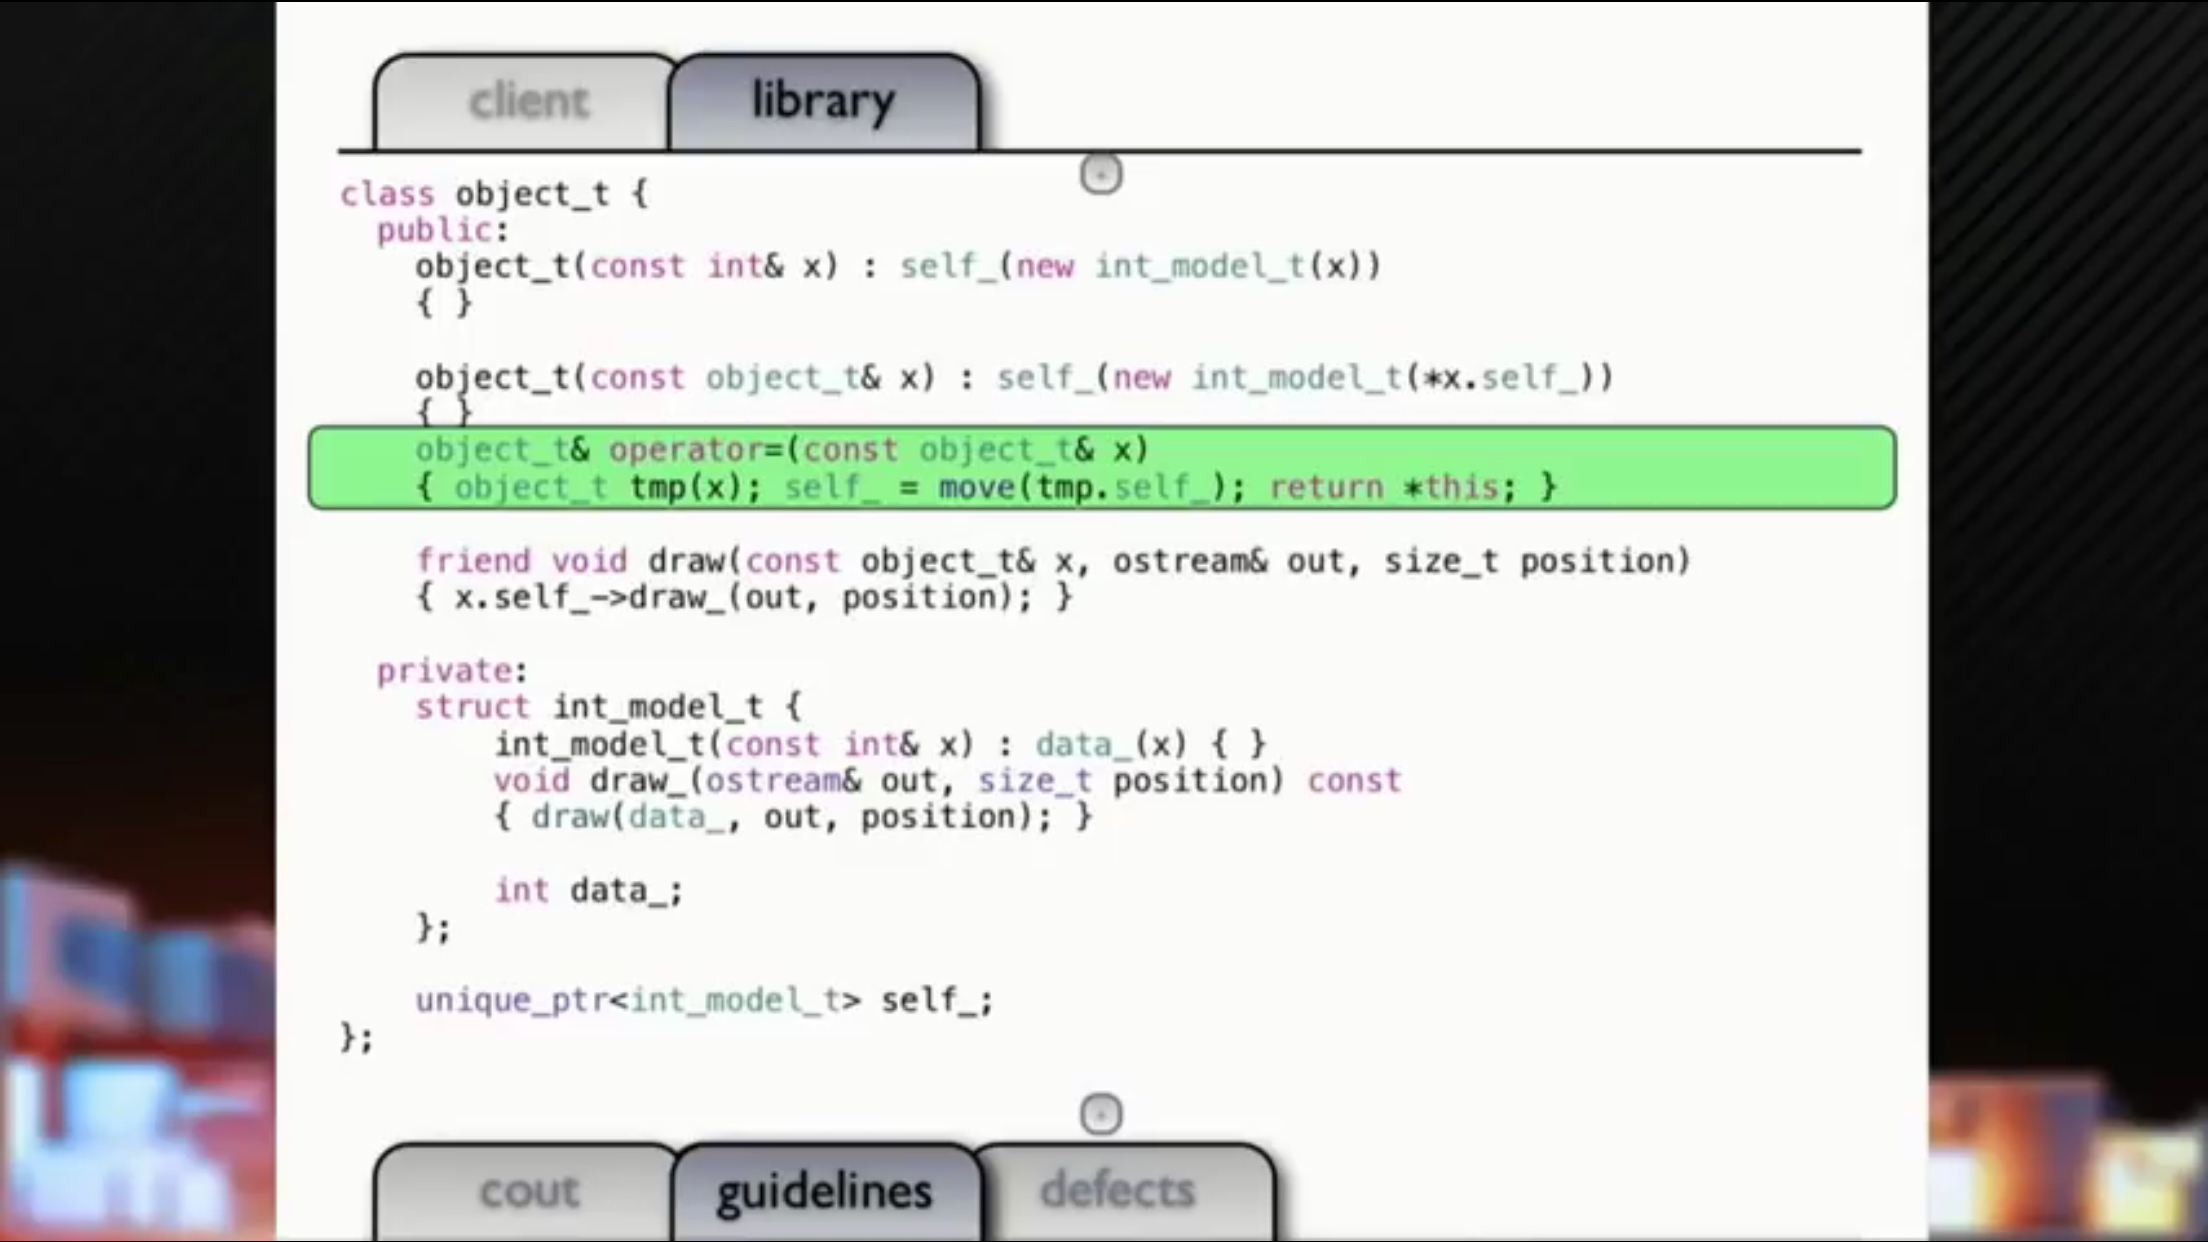 client library
class object_t {
  public:
    object_t(const int& x) : self_(new int_model_t(x))
    { }
    object_t(const object_t& x) : self_(new int_model_t(*x.self_))
    { }
    object_t& operator=(const object_t& x)
    { object_t tmp(x); self_ = move(tmp.self_); return *this; }
    friend void draw(const object_t& x, ostream& out, size_t position)
    { x.self_->draw_(out, position); }
  private:
    struct int_model_t {
        int_model_t(const int& x) : data_(x) { }
        void draw_(ostream& out, size_t position) const
        { draw(data_, out, position); }
        int data_;
    };
    unique_ptr<int_model_t> self_;
};
cout guidelines defects